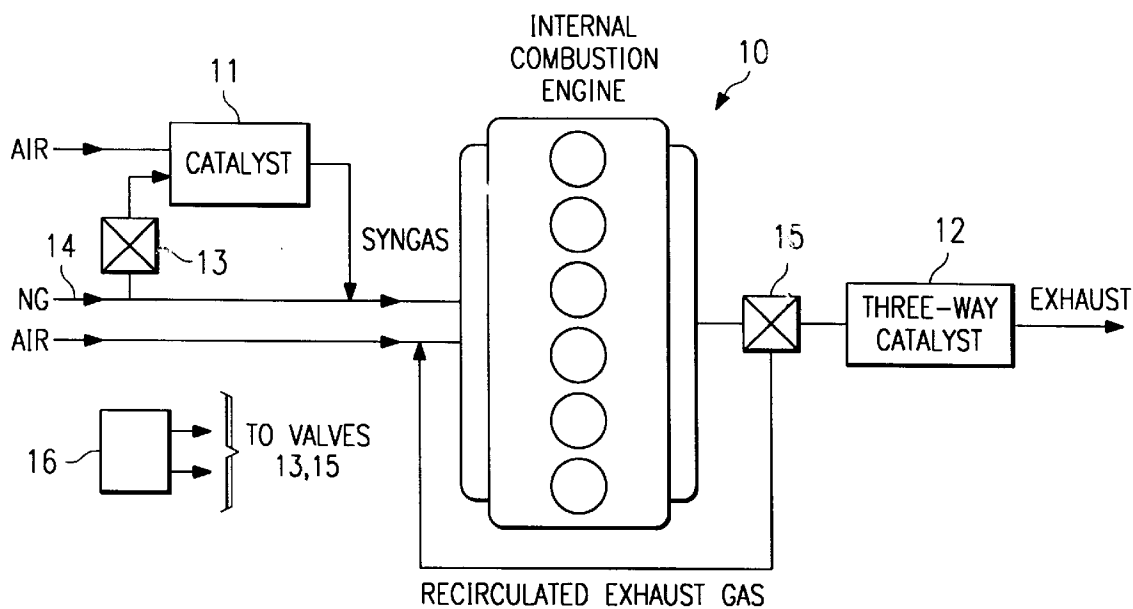 INTERNAL
COMBUSTION
ENGINE
10
11
AIR
CATALYST
SYNGAS
14
13
NG
AIR
15
12
THREE-WAY
CATALYST
EXHAUST
16
TO VALVES
13,15
RECIRCULATED EXHAUST GAS